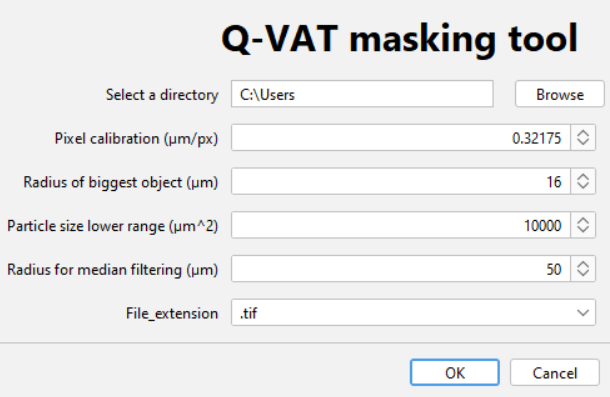 Q-VAT masking tool
Select a directory C:\Users Browse
Pixel calibration (µm/px) 0.32175
Radius of biggest object (µm) 16
Particle size lower range (µm^2) 10000
Radius for median filtering (µm) 50
File_extension .tif
OK Cancel